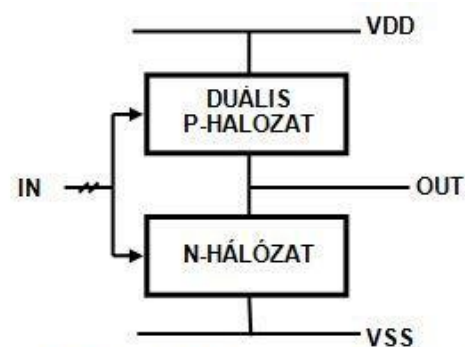 VDD
DUÁLIS
P-HALOZAT
IN
OUT
N-HÁLÓZAT
VSS